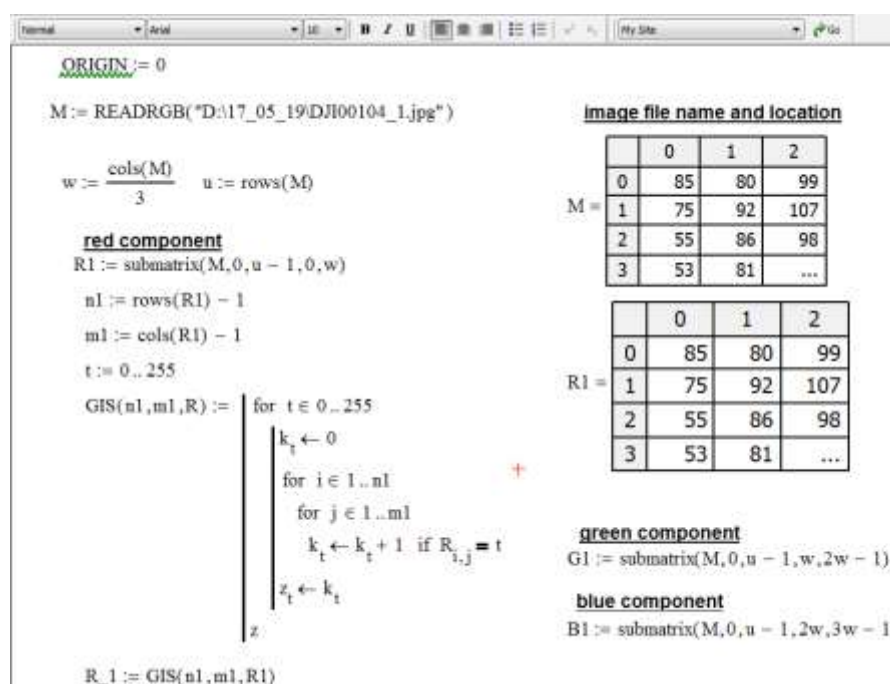 Normal Arial 10 B I U My Site Go
ORIGIN := 0
M := READRGB("D:\17_05_19\DJI00104_1.jpg")
w := cols(M)/3 u := rows(M)
red component
R1 := submatrix(M,0,u − 1,0,w)
n1 := rows(R1) − 1
m1 := cols(R1) − 1
t := 0..255
GIS(n1,m1,R) := for t ∈ 0..255
k_t ← 0
for i ∈ 1..n1
for j ∈ 1..m1
k_t ← k_t + 1 if R_i,j = t
z_t ← k_t
z
R_1 := GIS(n1,m1,R1)
image file name and location
M =
0 1 2
0 85 80 99
1 75 92 107
2 55 86 98
3 53 81 ...
R1 =
0 1 2
0 85 80 99
1 75 92 107
2 55 86 98
3 53 81 ...
green component
G1 := submatrix(M,0,u − 1,w,2w − 1)
blue component
B1 := submatrix(M,0,u − 1,2w,3w − 1